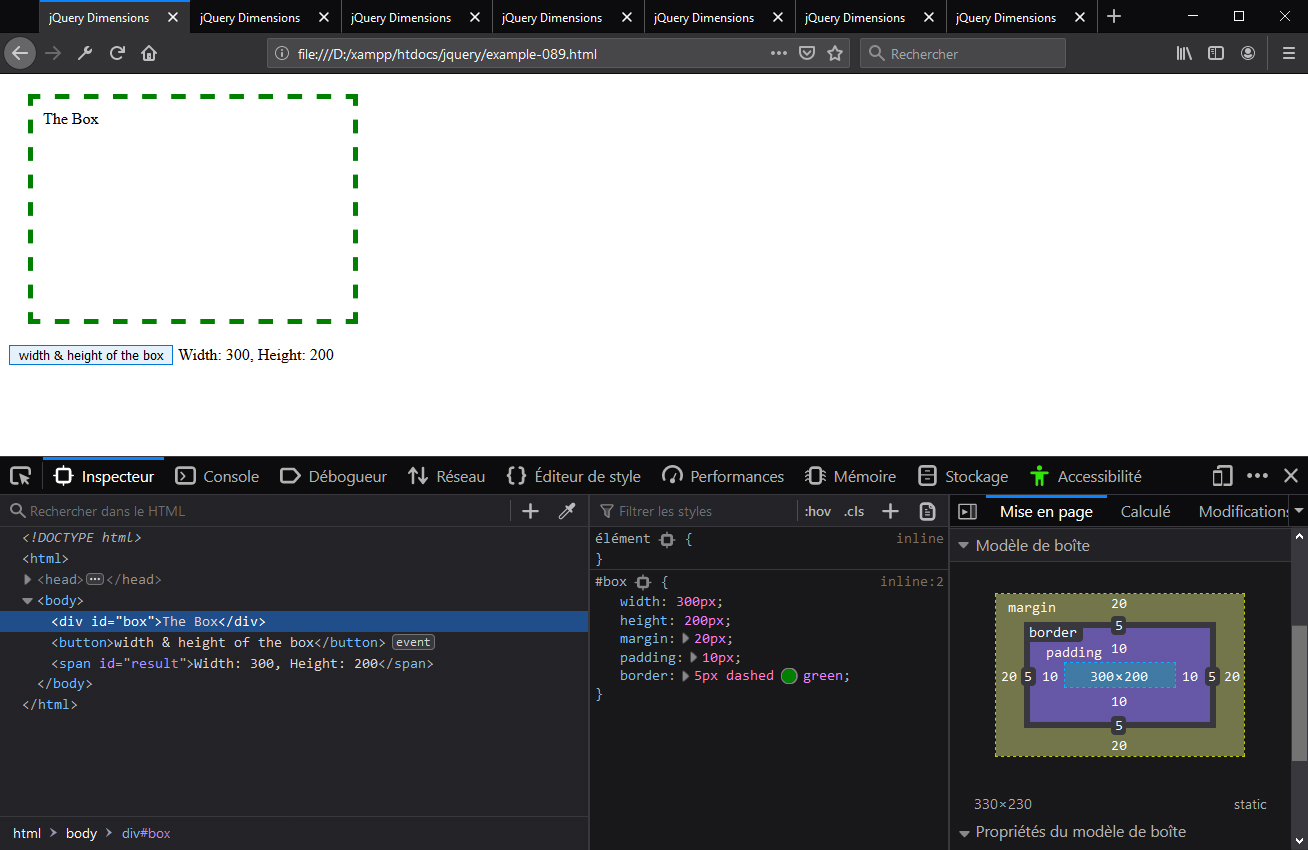 jQuery Dimensions jQuery Dimensions jQuery Dimensions jQuery Dimensions jQuery Dimensions jQuery Dimensions jQuery Dimensions
file:///D:/xampp/htdocs/jquery/example-089.html Rechercher
The Box
width & height of the box Width: 300, Height: 200
Inspecteur Console Débogueur Réseau Éditeur de style Performances Mémoire Stockage Accessibilité
Rechercher dans le HTML
<!DOCTYPE html>
<html>
<head> </head>
<body>
<div id="box">The Box</div>
<button>width & height of the box</button> event
<span id="result">Width: 300, Height: 200</span>
</body>
</html>
html > body > div#box
Filtrer les styles :hov .cls
élément { inline
}
#box { inline:2
width: 300px;
height: 200px;
margin: 20px;
padding: 10px;
border: 5px dashed green;
}
Mise en page Calculé Modifications
Modèle de boîte
margin 20
border 5
padding 10
20 5 10 300×200 10 5 20
10
5
20
330×230 static
Propriétés du modèle de boîte